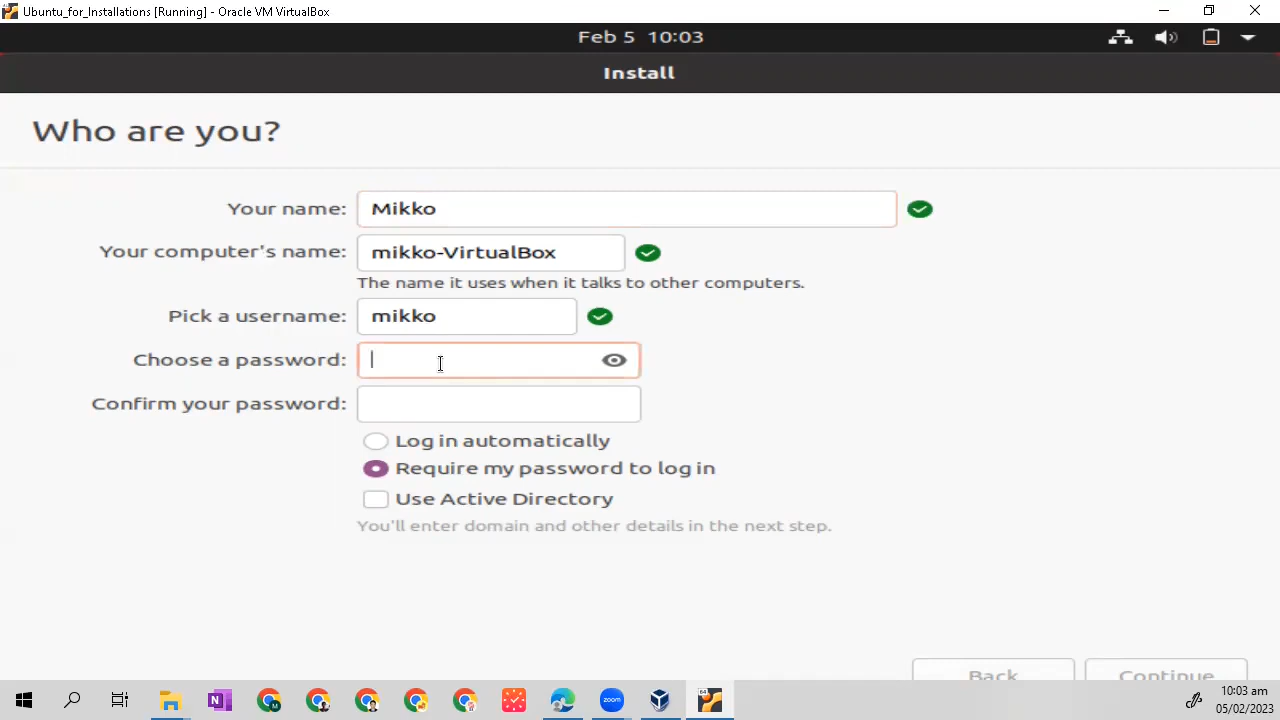 Ubuntu_for_Installations [Running] - Oracle VM VirtualBox
Feb 5 10:03
Install
Who are you?
Your name: Mikko
Your computer's name: mikko-VirtualBox
The name it uses when it talks to other computers.
Pick a username: mikko
Choose a password:
Confirm your password:
Log in automatically
Require my password to log in
Use Active Directory
You'll enter domain and other details in the next step.
Back Continue
zoom 64 10:03 am
05/02/2023